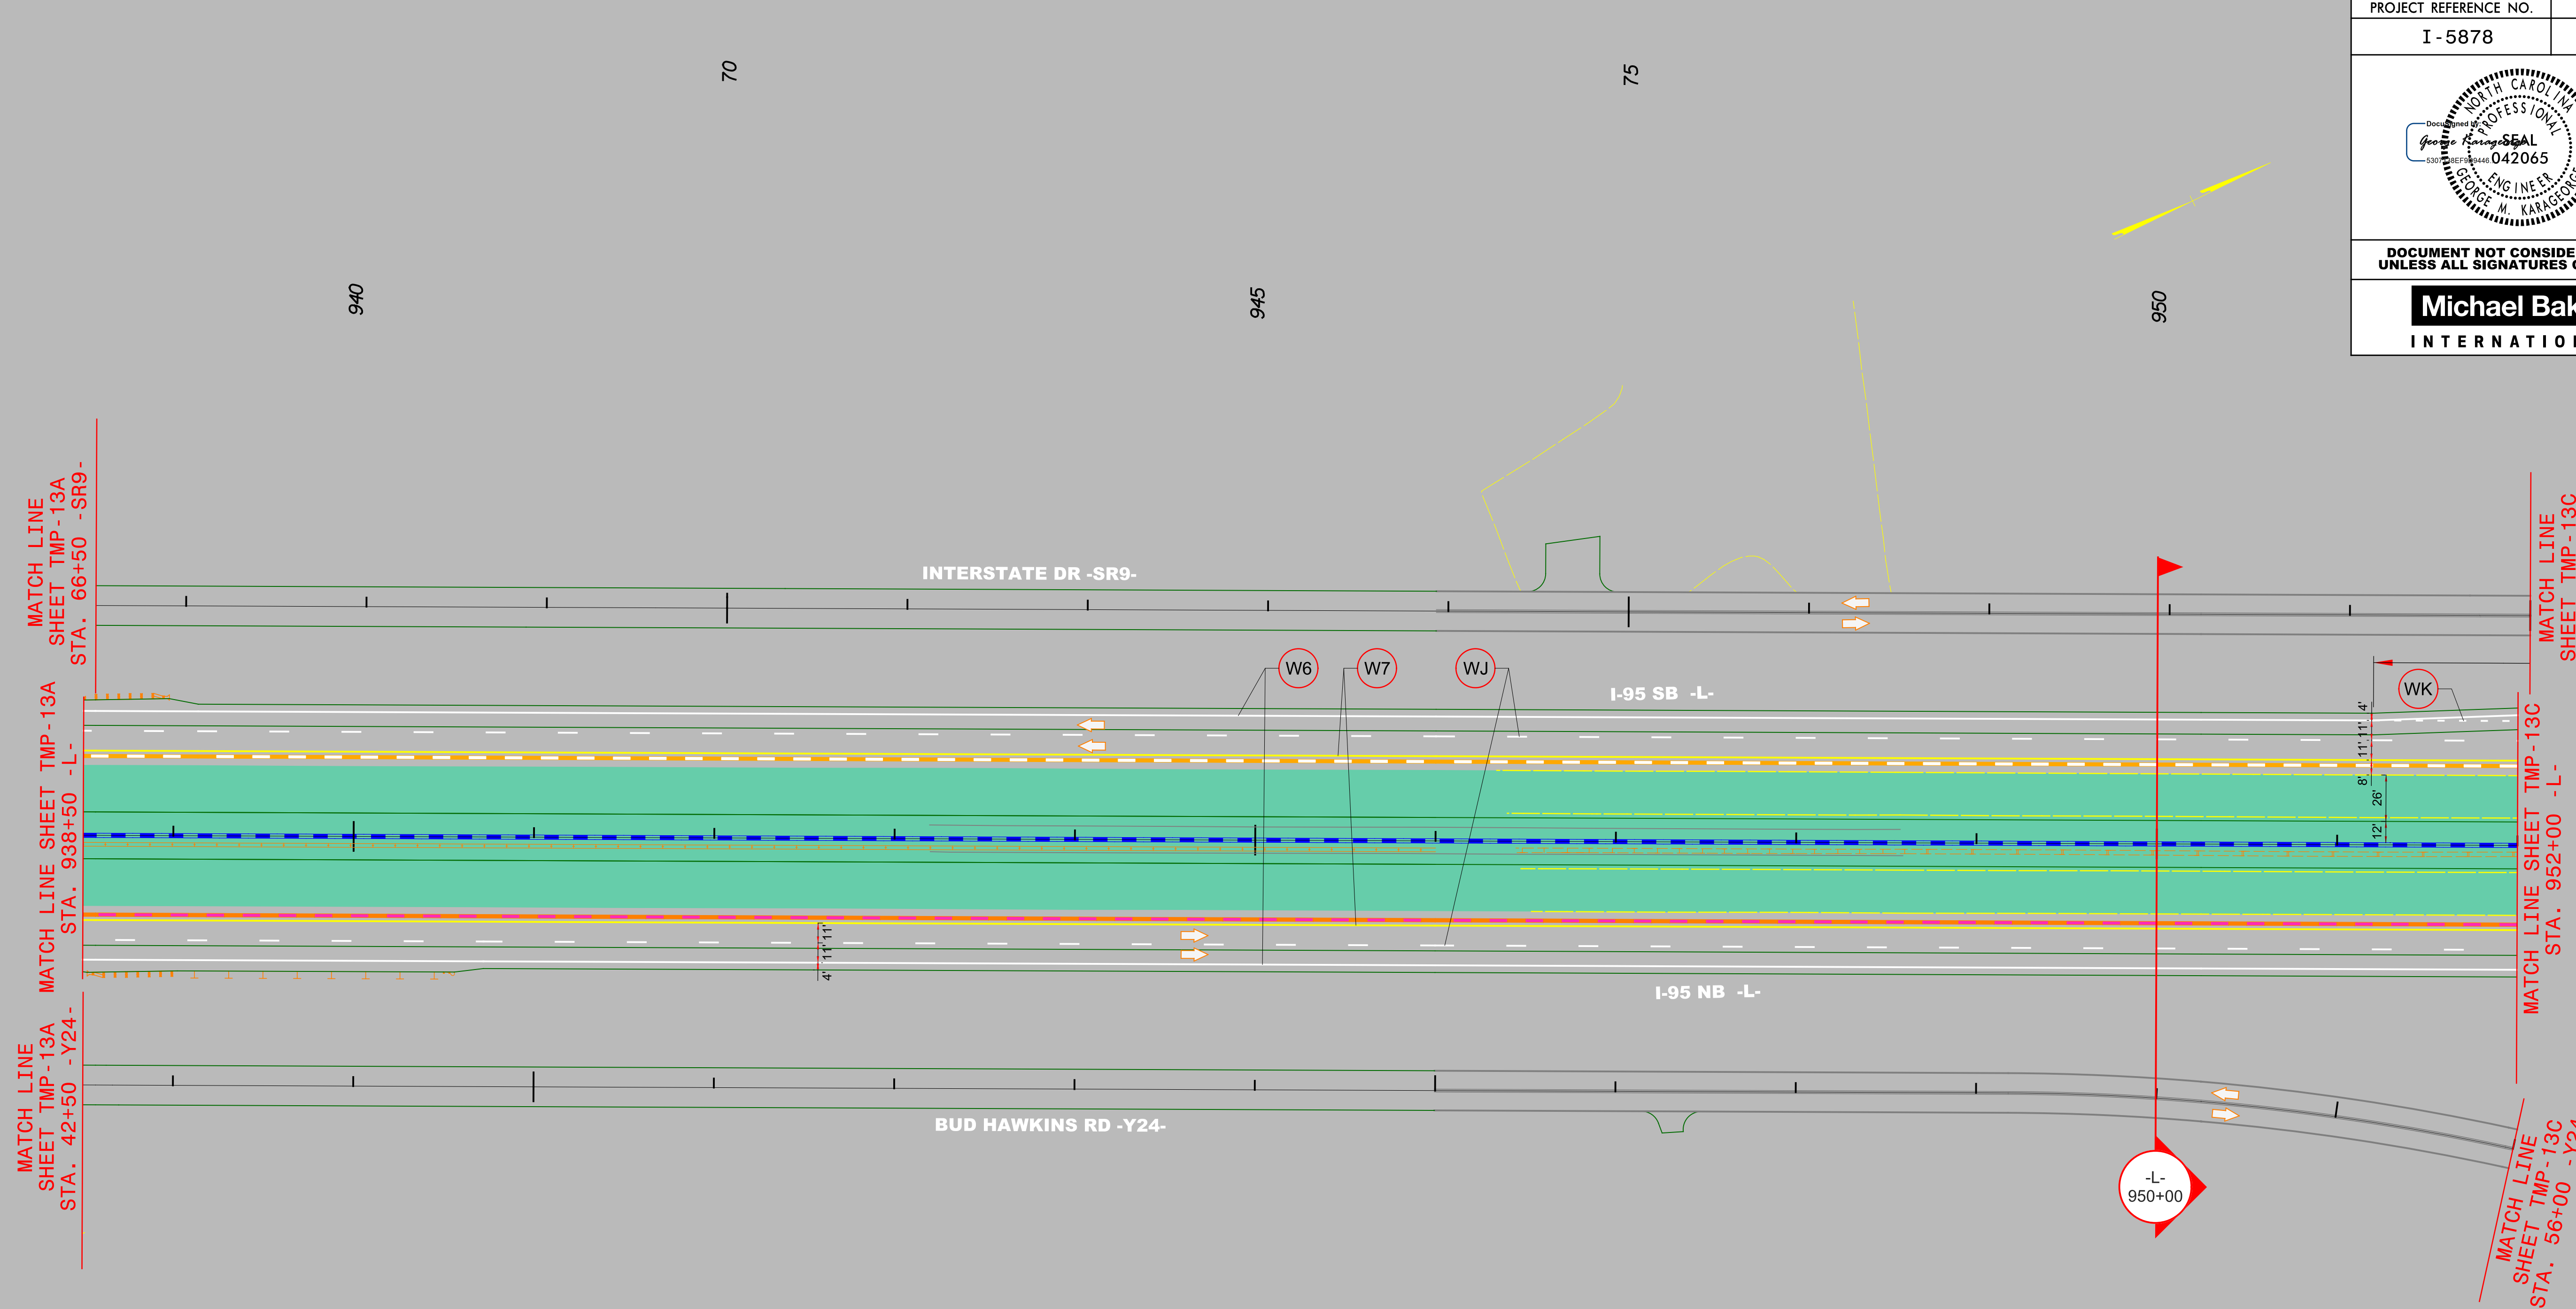 PROJECT REFERENCE NO.
I-5878
NORTH CAROLINA
PROFESSIONAL
SEAL
042065
ENGINEER
GEORGE M.
George
DOCUMENT NOT
UNLESS ALL SIGNATURES
Michael
70
75
940
945
950
MATCH LINE
SHEET TMP-13A
STA. 66+50 -SR9-
INTERSTATE DR -SR9-
MATCH LINE
SHEET TMP-13C
W6
W7
WJ
WK
I-95 SB -L-
MATCH LINE SHEET TMP-13A
STA. 938+50 -L-
4'
11'
11'
8'
26'
12'
11'
11'
4'
MATCH LINE SHEET TMP-13C
STA. 952+00 -L-
I-95 NB -L-
MATCH LINE
SHEET TMP-13A
STA. 42+50 -Y24-
BUD HAWKINS RD -Y24-
-L-
950+00
MATCH LINE
SHEET TMP-13C
STA. 56+00